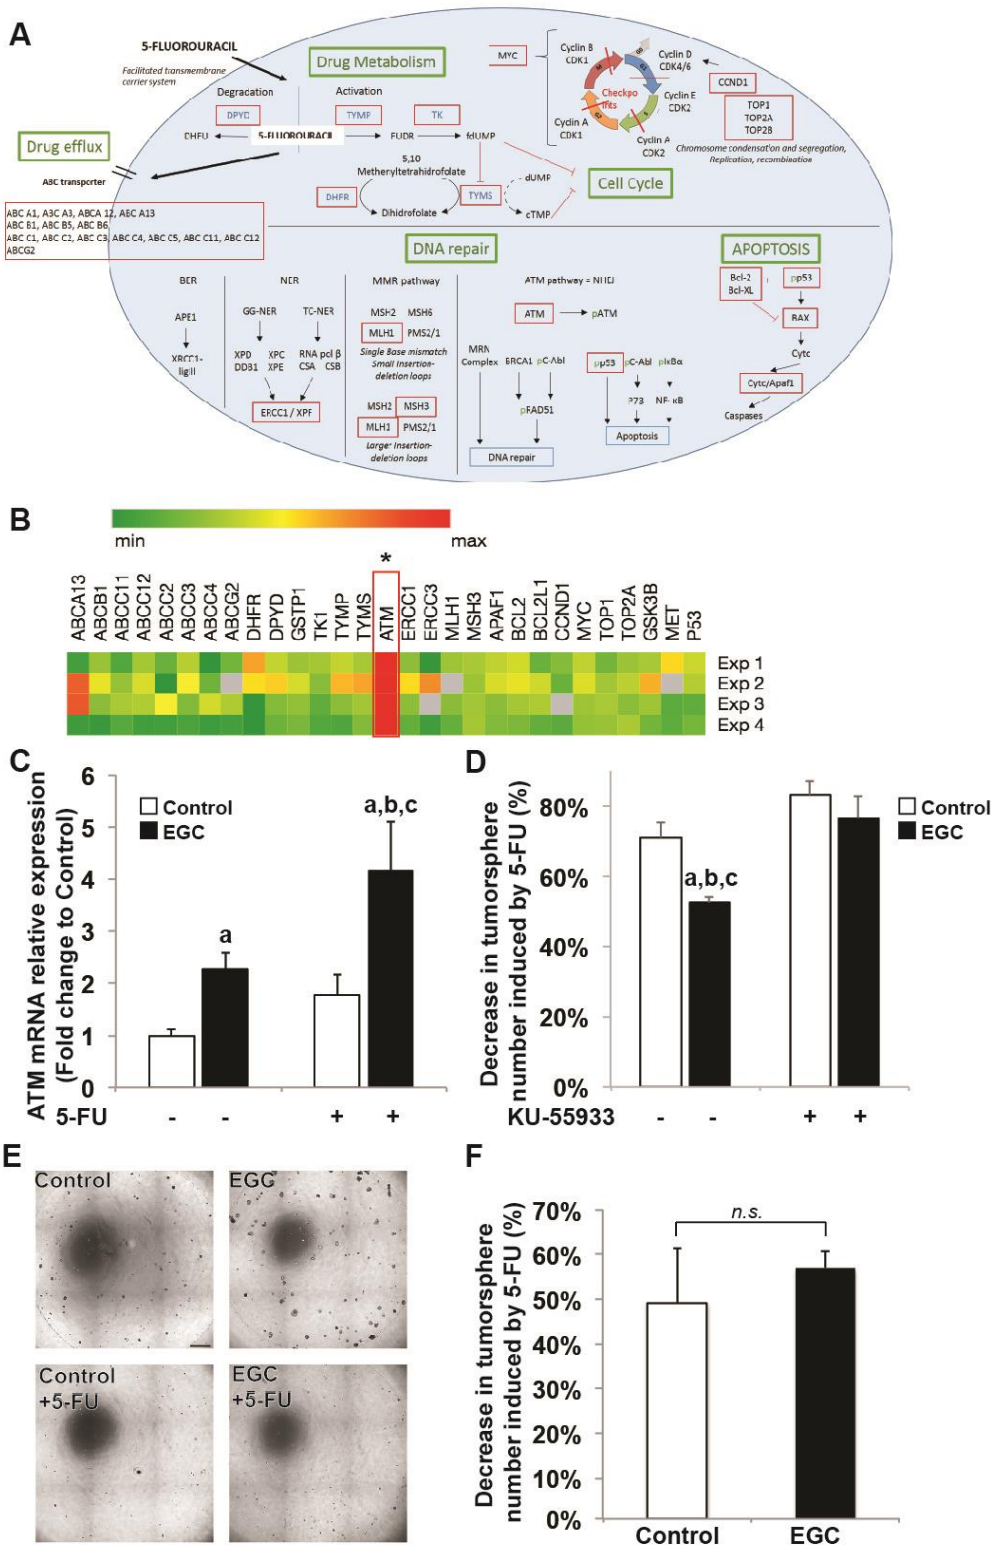 A
5-FLUOROURACIL
Facilitated transmembrane
carrier system
Drug Metabolism
Degradation
Activation
DPYD
TYMP
TK
DHFU
5-FLUOROURACIL
FUDR
fdUMP
Drug efflux
ABC transporter
ABC A1, ABC A3, ABCA 12, ABC A13
ABC B1, ABC B5, ABC B6
ABC C1, ABC C2, ABC C3, ABC C4, ABC C5, ABC C11, ABC C12
ABCG2
5,10
Metheryltetrahidrofolate
DHFR
TYMS
Dihidrofolate
dUMP
cTMP
MYC
Cyclin B
CDK1
Cyclin D
CDK4/6
Cyclin E
CDK2
Cyclin A
CDK1
Cyclin A
CDK2
Checkpo
ints
CCND1
TOP1
TOP2A
TOP2B
Chromosome condensation and segregation,
Replication, recombination
Cell Cycle
DNA repair
APOPTOSIS
BER
APE1
XRCC1-
ligIII
NER
GG-NER
TC-NER
XPD
DDB1
XPC
XPE
RNA pol β
CSA CSB
ERCC1 / XPF
MMR pathway
MSH2 MSH6
MLH1 PMS2/1
Single Base mismatch
Small Insertion-
deletion loops
MSH2 MSH3
MLH1 PMS2/1
Larger Insertion-
deletion loops
ATM pathway = NHEJ
ATM
pATM
MRN
Complex
BRCA1
pC-Abl
pRAD51
DNA repair
pp53
pC-Abl
pIκBα
P73
NF-κB
Apoptosis
Bcl-2
Bcl-XL
pp53
BAX
Cytc
Cytc/Apaf1
Caspases
B
min
max
*
ABCA13
ABCB1
ABCC11
ABCC12
ABCC2
ABCC3
ABCC4
ABCG2
DHFR
DPYD
GSTP1
TK1
TYMP
TYMS
ATM
ERCC1
ERCC3
MLH1
MSH3
APAF1
BCL2
BCL2L1
CCND1
MYC
TOP1
TOP2A
GSK3B
MET
P53
Exp 1
Exp 2
Exp 3
Exp 4
C
ATM mRNA relative expression
(Fold change to Control)
6
5
4
3
2
1
0
Control
EGC
a
a,b,c
5-FU - - + +
D
Decrease in tumorsphere
number induced by 5-FU (%)
80%
60%
40%
20%
0%
Control
EGC
a,b,c
KU-55933 - - + +
E
Control
EGC
Control
+5-FU
EGC
+5-FU
F
Decrease in tumorsphere
number induced by 5-FU (%)
70%
60%
50%
40%
30%
20%
10%
0%
n.s.
Control
EGC